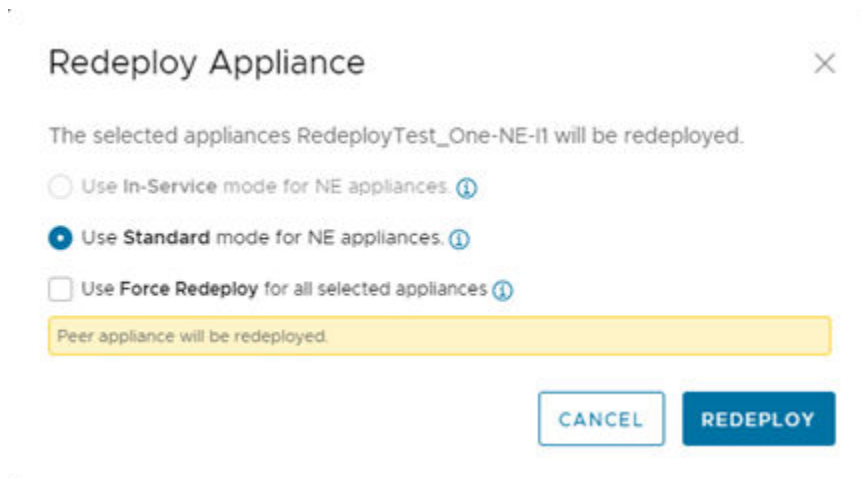 Redeploy Appliance
The selected appliances RedeployTest_One-NE-I1 will be redeployed.
Use In-Service mode for NE appliances.
Use Standard mode for NE appliances.
Use Force Redeploy for all selected appliances
Peer appliance will be redeployed.
CANCEL REDEPLOY